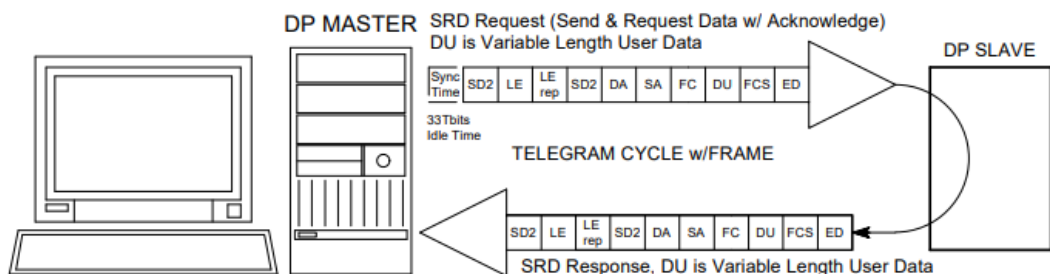 DP MASTER
SRD Request (Send & Request Data w/ Acknowledge)
DU is Variable Length User Data
DP SLAVE
Sync Time SD2 LE LE rep SD2 DA SA FC DU FCS ED
33Tbits
Idle Time
TELEGRAM CYCLE w/FRAME
SD2 LE LE rep SD2 DA SA FC DU FCS ED
SRD Response, DU is Variable Length User Data